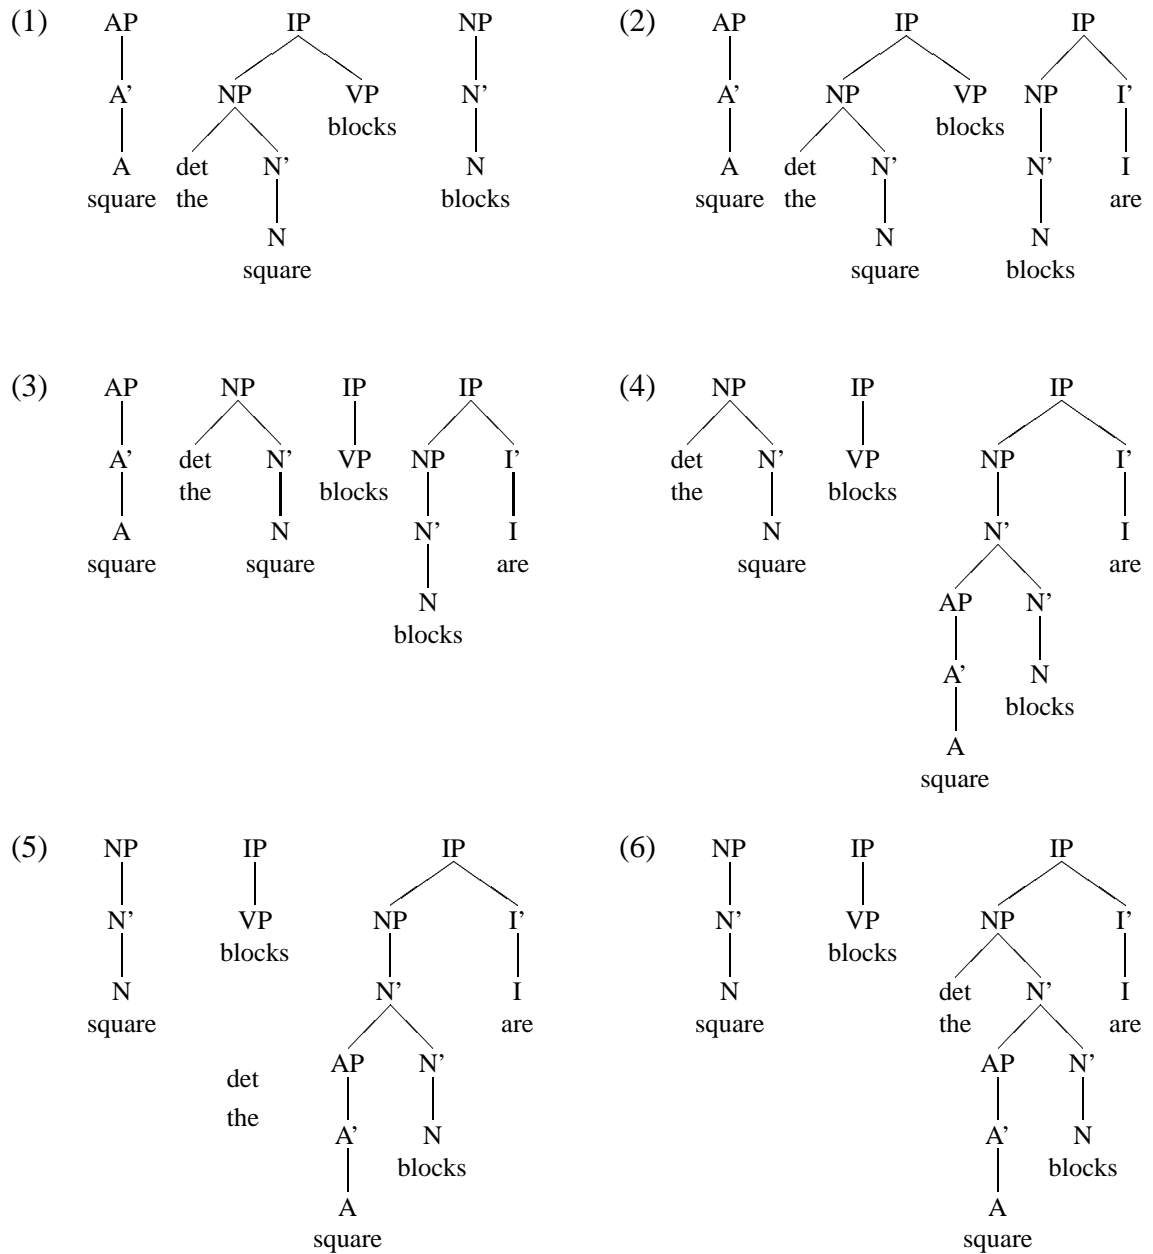 (1) AP IP NP (2) AP IP IP
A' NP VP N' A' NP VP NP I'
blocks blocks
A det N' N A det N' N' I
square the blocks square the are
N N N
square square blocks
(3) AP NP IP IP (4) NP IP IP
A' det N' VP NP I' det N' VP NP I'
the blocks the blocks
A N N' I N N' I
square square are square are
N AP N'
blocks
A' N
blocks
A
square
(5) NP IP IP (6) NP IP IP
N' VP NP I' N' VP NP I'
blocks blocks
N N' I N det N' I
square are square the are
det AP N' AP N'
the
A' N A' N
blocks blocks
A A
square square